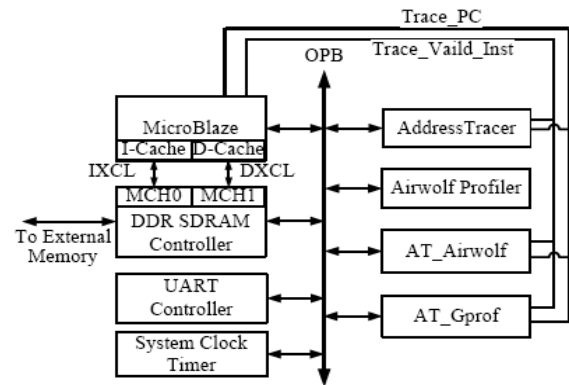 Trace_PC
Trace_Vaild_Inst
OPB
MicroBlaze
I-Cache
D-Cache
IXCL
DXCL
MCH0
MCH1
DDR SDRAM
Controller
To External
Memory
UART
Controller
System Clock
Timer
AddressTracer
Airwolf Profiler
AT_Airwolf
AT_Gprof